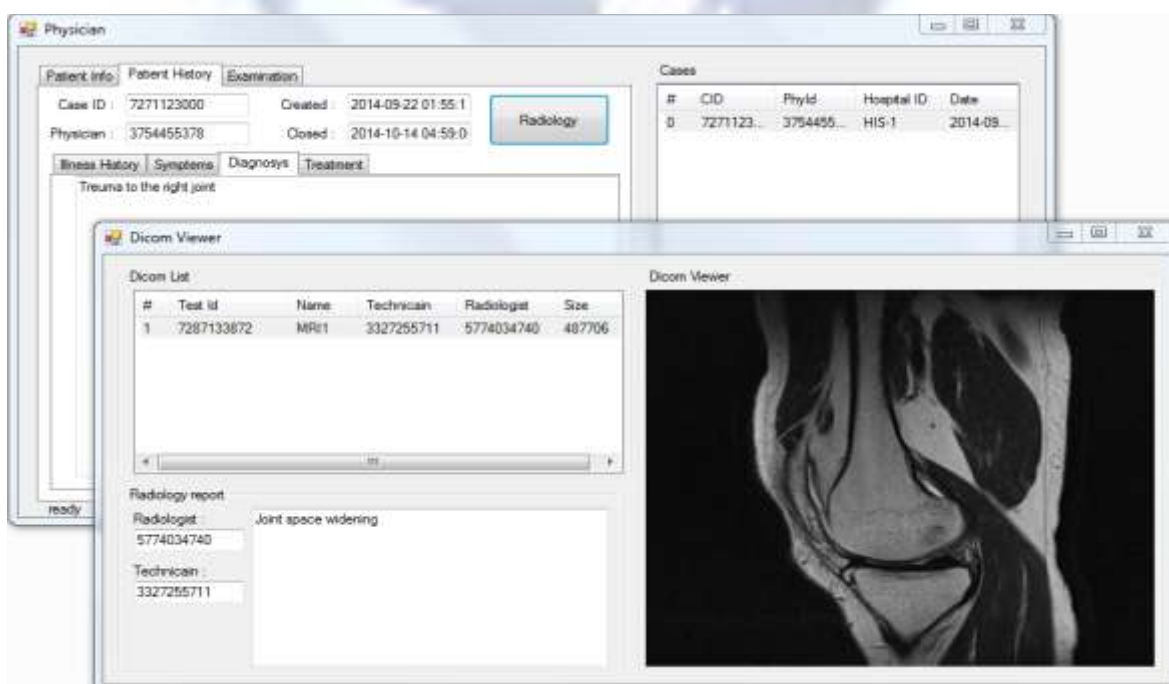 Physician
Patient Info Patient History Examination
Case ID : 7271123000 Created : 2014-09-22 01:55:1
Radiology
Physician : 3754455378 Closed : 2014-10-14 04:59:0
Illness History Symptoms Diagnosys Treatment
Treuma to the right joint
Cases
# CID PhyId Hospital ID Date
0 7271123... 3754455... HIS-1 2014-09...
ready
Dicom Viewer
Dicom List
# Test Id Name Technicain Radiologist Size
1 7287133872 MRI1 3327255711 5774034740 487706
Radiology report
Radiologist :
5774034740
Technicain :
3327255711
Joint space widening
Dicom Viewer